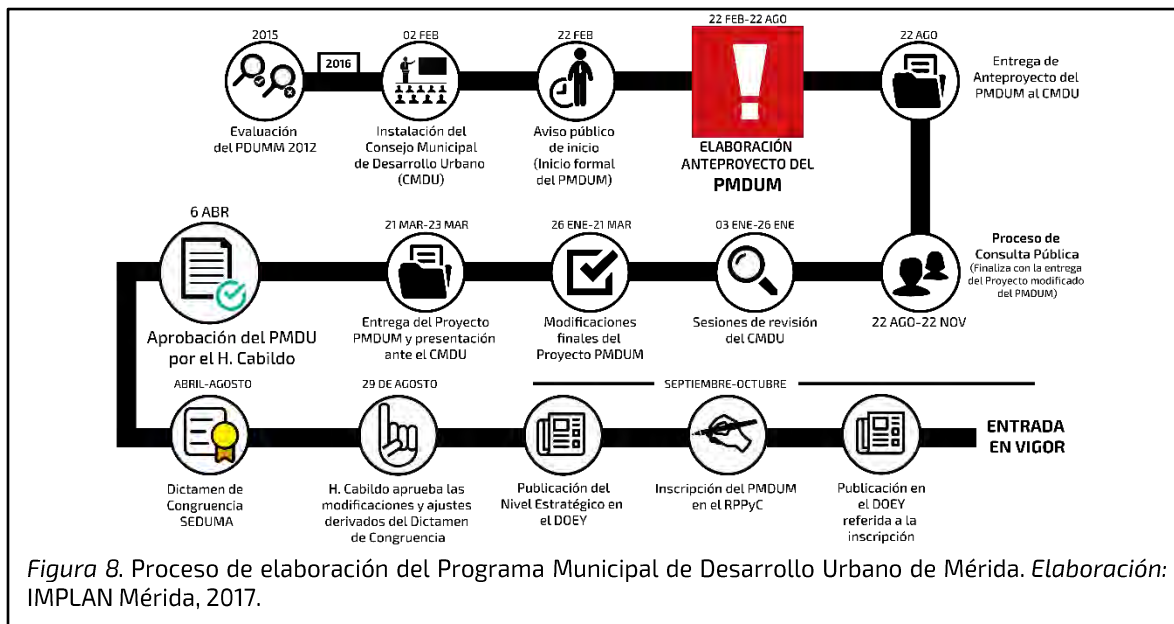 2015
Evaluación
del PDUMM 2012
2016
02 FEB
Instalación del
Consejo Municipal
de Desarrollo Urbano
(CMDU)
22 FEB
Aviso público
de inicio
(Inicio formal
del PMDUM)
22 FEB-22 AGO
ELABORACIÓN
ANTEPROYECTO DEL
PMDUM
22 AGO
Entrega de
Anteproyecto del
PMDUM al CMDU
Proceso de
Consulta Pública
(Finaliza con la entrega
del Proyecto modificado
del PMDUM)
22 AGO-22 NOV
03 ENE-26 ENE
Sesiones de revisión
del CMDU
26 ENE-21 MAR
Modificaciones
finales del
Proyecto PMDUM
21 MAR-23 MAR
Entrega del Proyecto
PMDUM y presentación
ante el CMDU
6 ABR
Aprobación del PMDU
por el H. Cabildo
ABRIL-AGOSTO
Dictamen de
Congruencia
SEDUMA
29 DE AGOSTO
H. Cabildo aprueba las
modificaciones y ajustes
derivados del Dictamen
de Congruencia
SEPTIEMBRE-OCTUBRE
Publicación del
Nivel Estratégico en
el DOEY
Inscripción del PMDUM
en el RPPyC
Publicación en
el DOEY
referida a la
inscripción
ENTRADA
EN VIGOR
Figura 8. Proceso de elaboración del Programa Municipal de Desarrollo Urbano de Mérida. Elaboración:
IMPLAN Mérida, 2017.